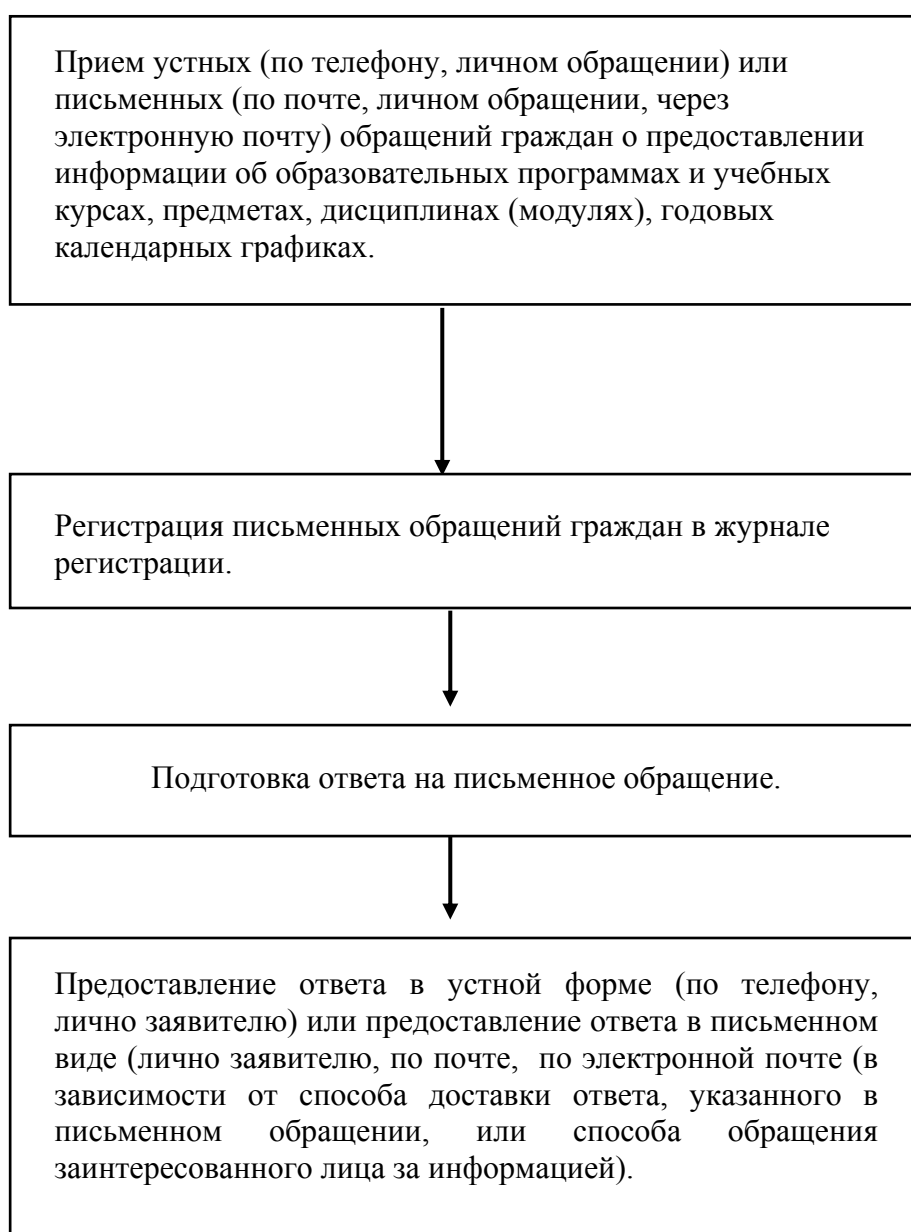 Прием устных (по телефону, личном обращении) или
письменных (по почте, личном обращении, через
электронную почту) обращений граждан о предоставлении
информации об образовательных программах и учебных
курсах, предметах, дисциплинах (модулях), годовых
календарных графиках.
Регистрация письменных обращений граждан в журнале
регистрации.
Подготовка ответа на письменное обращение.
Предоставление ответа в устной форме (по телефону,
лично заявителю) или предоставление ответа в письменном
виде (лично заявителю, по почте, по электронной почте (в
зависимости от способа доставки ответа, указанного в
письменном обращении, или способа обращения
заинтересованного лица за информацией).